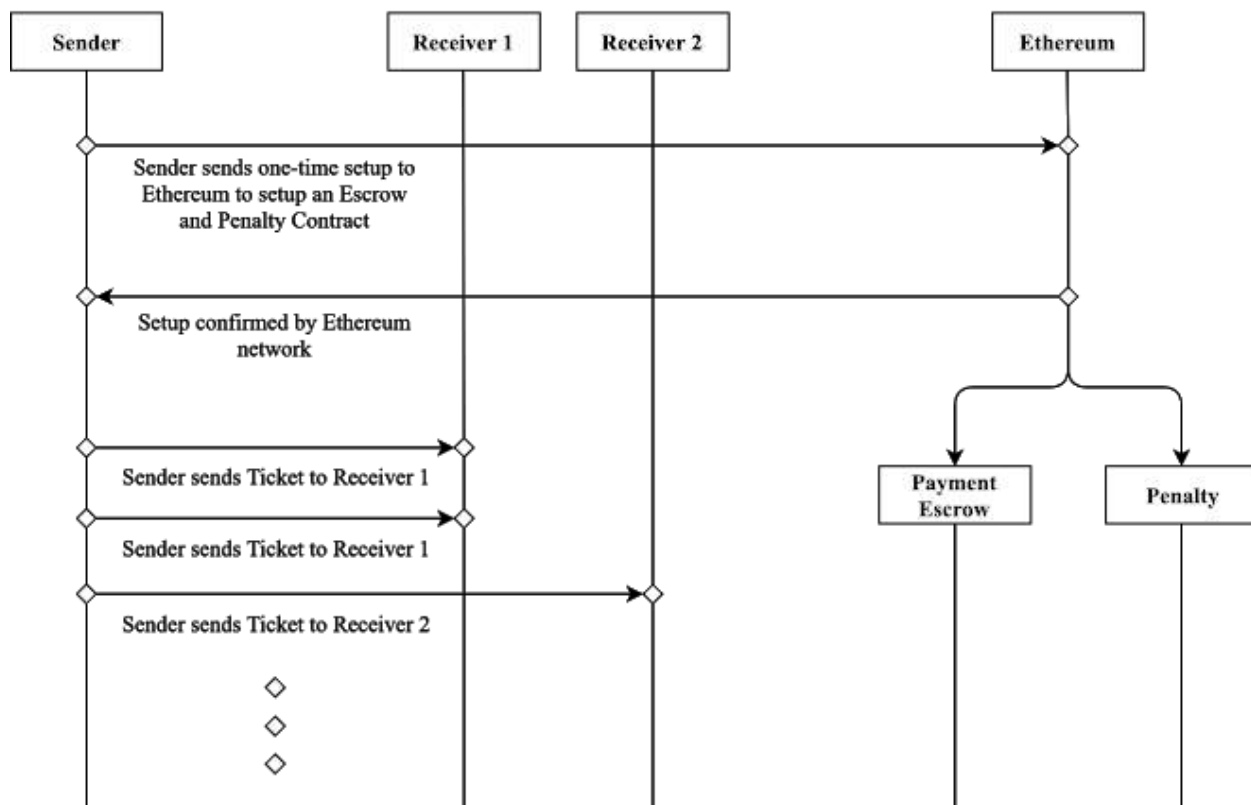 Sender
Receiver 1
Receiver 2
Ethereum
Sender sends one-time setup to
Ethereum to setup an Escrow
and Penalty Contract
Setup confirmed by Ethereum
network
Sender sends Ticket to Receiver 1
Payment
Escrow
Penalty
Sender sends Ticket to Receiver 1
Sender sends Ticket to Receiver 2